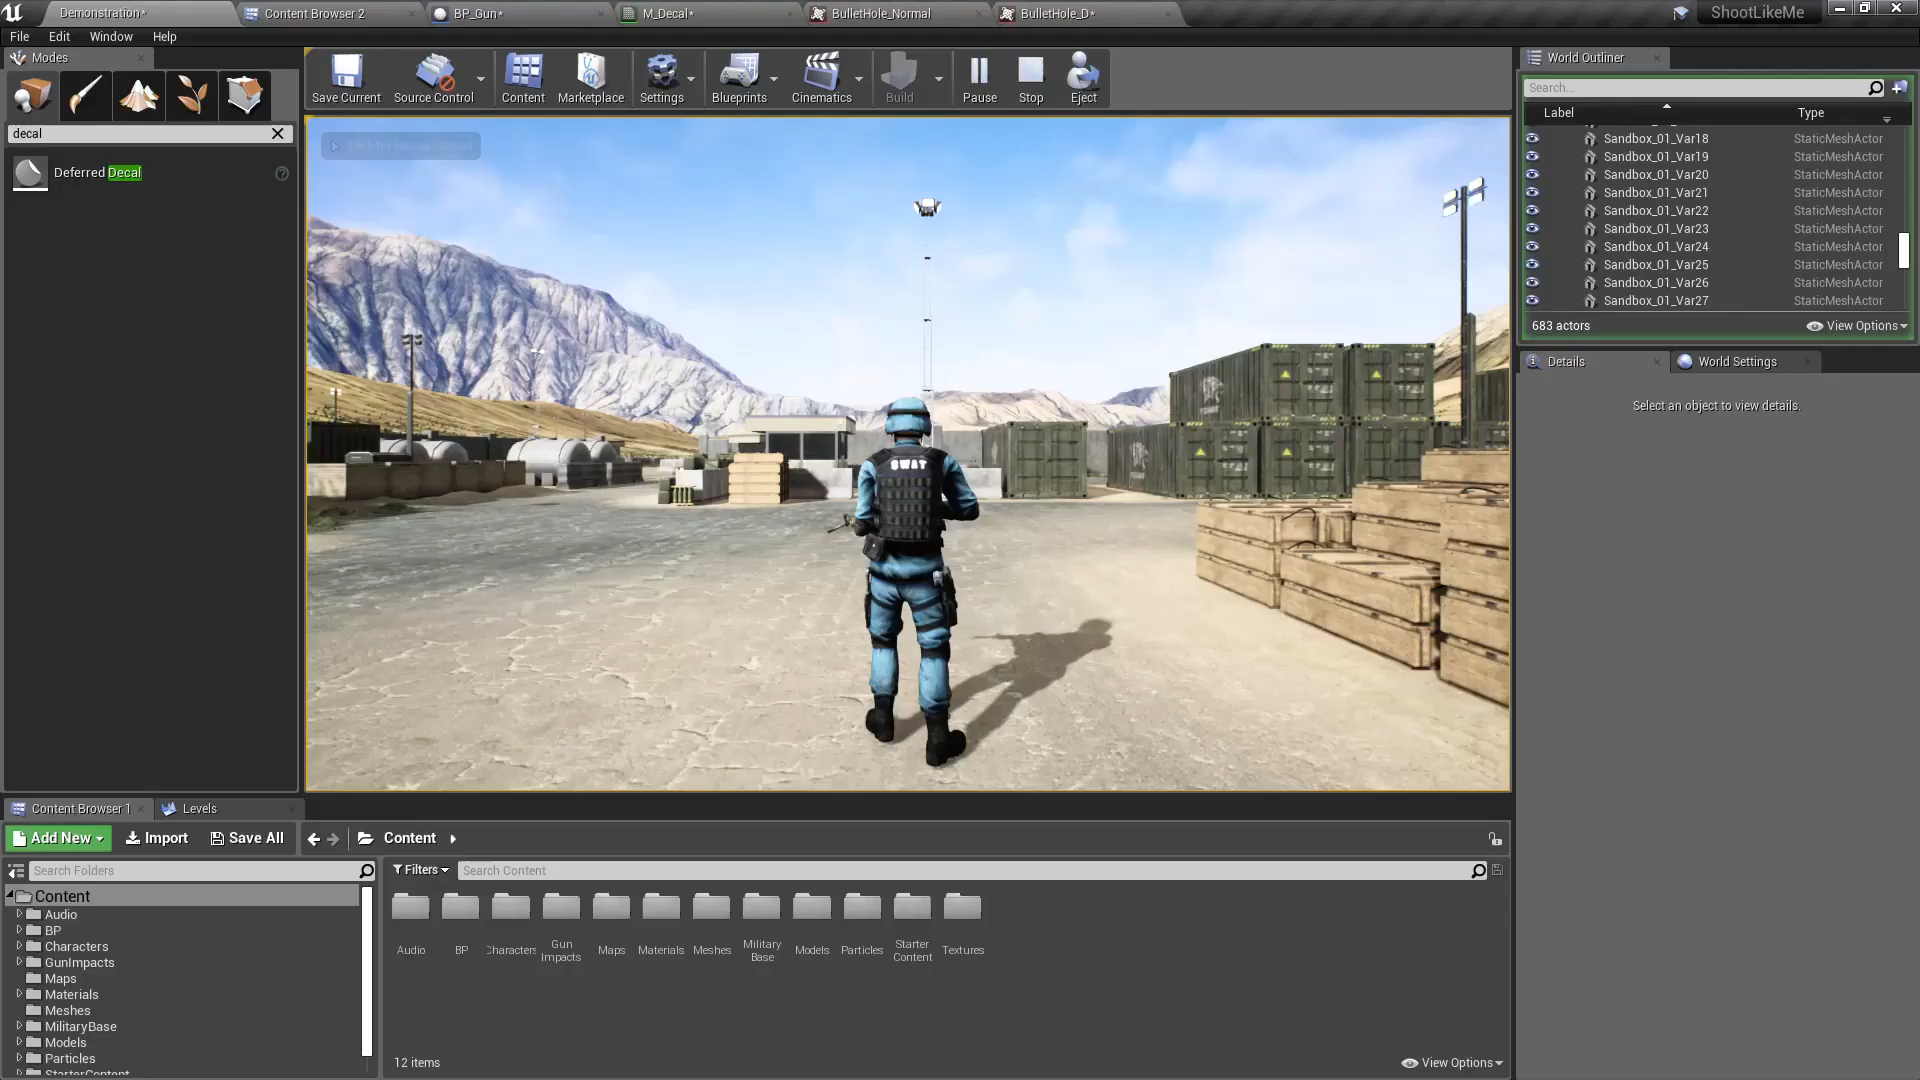 Demonstration*
Content Browser 2
BP_Gun*
M_Decal*
BulletHole_Normal
BulletHole_D*
ShootLikeMe
File
Edit
Window
Help
Modes
decal
Deferred Decal
Save Current
Source Control
Content
Marketplace
Settings
Blueprints
Cinematics
Build
Pause
Stop
Eject
SWAT
World Outliner
Search...
Label
Type
Sandbox_01_Var18 StaticMeshActor
Sandbox_01_Var19 StaticMeshActor
Sandbox_01_Var20 StaticMeshActor
Sandbox_01_Var21 StaticMeshActor
Sandbox_01_Var22 StaticMeshActor
Sandbox_01_Var23 StaticMeshActor
Sandbox_01_Var24 StaticMeshActor
Sandbox_01_Var25 StaticMeshActor
Sandbox_01_Var26 StaticMeshActor
Sandbox_01_Var27 StaticMeshActor
683 actors
View Options
Details
World Settings
Select an object to view details.
Content Browser 1
Levels
Add New
Import
Save All
Content
Search Folders
Content
Audio
BP
Characters
GunImpacts
Maps
Materials
Meshes
MilitaryBase
Models
Particles
StarterContent
Filters
Search Content
Audio
BP
Characters
Gun
Impacts
Maps
Materials
Meshes
Military
Base
Models
Particles
Starter
Content
Textures
12 items
View Options